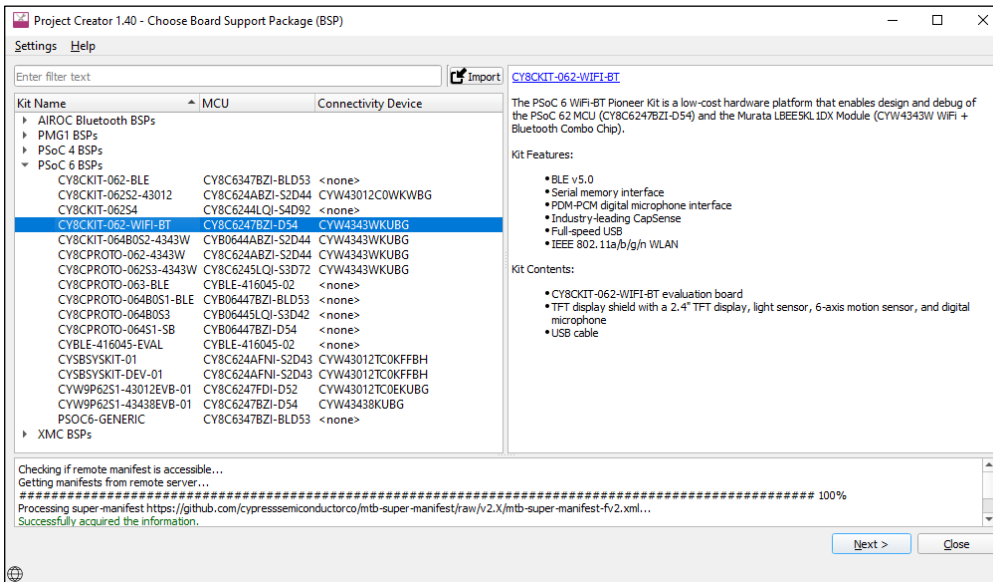 Project Creator 1.40 - Choose Board Support Package (BSP)
Settings Help
Enter filter text
Import
Kit Name MCU Connectivity Device
AIROC Bluetooth BSPs
PMG1 BSPs
PSoC 4 BSPs
PSoC 6 BSPs
CY8CKIT-062-BLE CY8C6347BZI-BLD53 <none>
CY8CKIT-062S2-43012 CY8C624ABZI-S2D44 CYW43012C0WKWBG
CY8CKIT-062S4 CY8C6244LQI-S4D92 <none>
CY8CKIT-062-WIFI-BT CY8C6247BZI-D54 CYW4343WKUBG
CY8CKIT-064B0S2-4343W CYB0644ABZI-S2D44 CYW4343WKUBG
CY8CPROTO-062-4343W CY8C624ABZI-S2D44 CYW4343WKUBG
CY8CPROTO-062S3-4343W CY8C6245LQI-S3D72 CYW4343WKUBG
CY8CPROTO-063-BLE CYBLE-416045-02 <none>
CY8CPROTO-064B0S1-BLE CYB06447BZI-BLD53 <none>
CY8CPROTO-064B0S3 CYB06445LQI-S3D42 <none>
CY8CPROTO-064S1-SB CYB06447BZI-D54 <none>
CYBLE-416045-EVAL CYBLE-416045-02 <none>
CYSBSYSKIT-01 CY8C624AFNI-S2D43 CYW43012TC0KFFBH
CYSBSYSKIT-DEV-01 CY8C624AFNI-S2D43 CYW43012TC0KFFBH
CYW9P62S1-43012EVB-01 CY8C6247FDI-D52 CYW43012TC0EKUBG
CYW9P62S1-43438EVB-01 CY8C6247BZI-D54 CYW43438KUBG
PSOC6-GENERIC CY8C6347BZI-BLD53 <none>
XMC BSPs
CY8CKIT-062-WIFI-BT
The PSoC 6 WiFi-BT Pioneer Kit is a low-cost hardware platform that enables design and debug of
the PSoC 62 MCU (CY8C6247BZI-D54) and the Murata LBEE5KL1DX Module (CYW4343W WiFi +
Bluetooth Combo Chip).
Kit Features:
•BLE v5.0
•Serial memory interface
•PDM-PCM digital microphone interface
•Industry-leading CapSense
•Full-speed USB
•IEEE 802.11a/b/g/n WLAN
Kit Contents:
•CY8CKIT-062-WIFI-BT evaluation board
•TFT display shield with a 2.4" TFT display, light sensor, 6-axis motion sensor, and digital
microphone
•USB cable
Checking if remote manifest is accessible...
Getting manifests from remote server...
################################################################################ 100%
Processing super-manifest https://github.com/cypresssemiconductorco/mtb-super-manifest/raw/v2.X/mtb-super-manifest-fv2.xml...
Successfully acquired the information.
Next >
Close